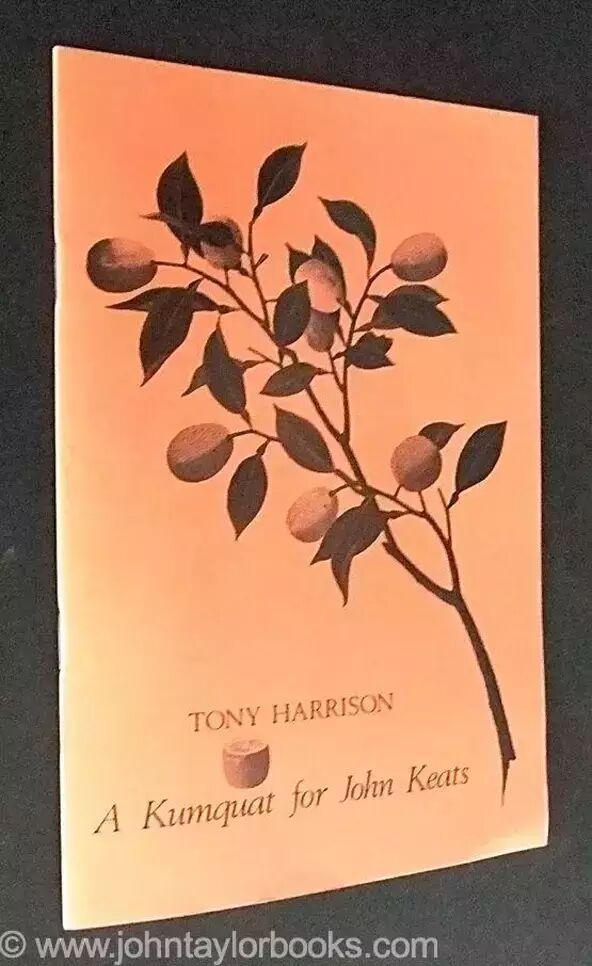 TONY HARRISON
A Kumquat for John Keats
© www.johntaylorbooks.com